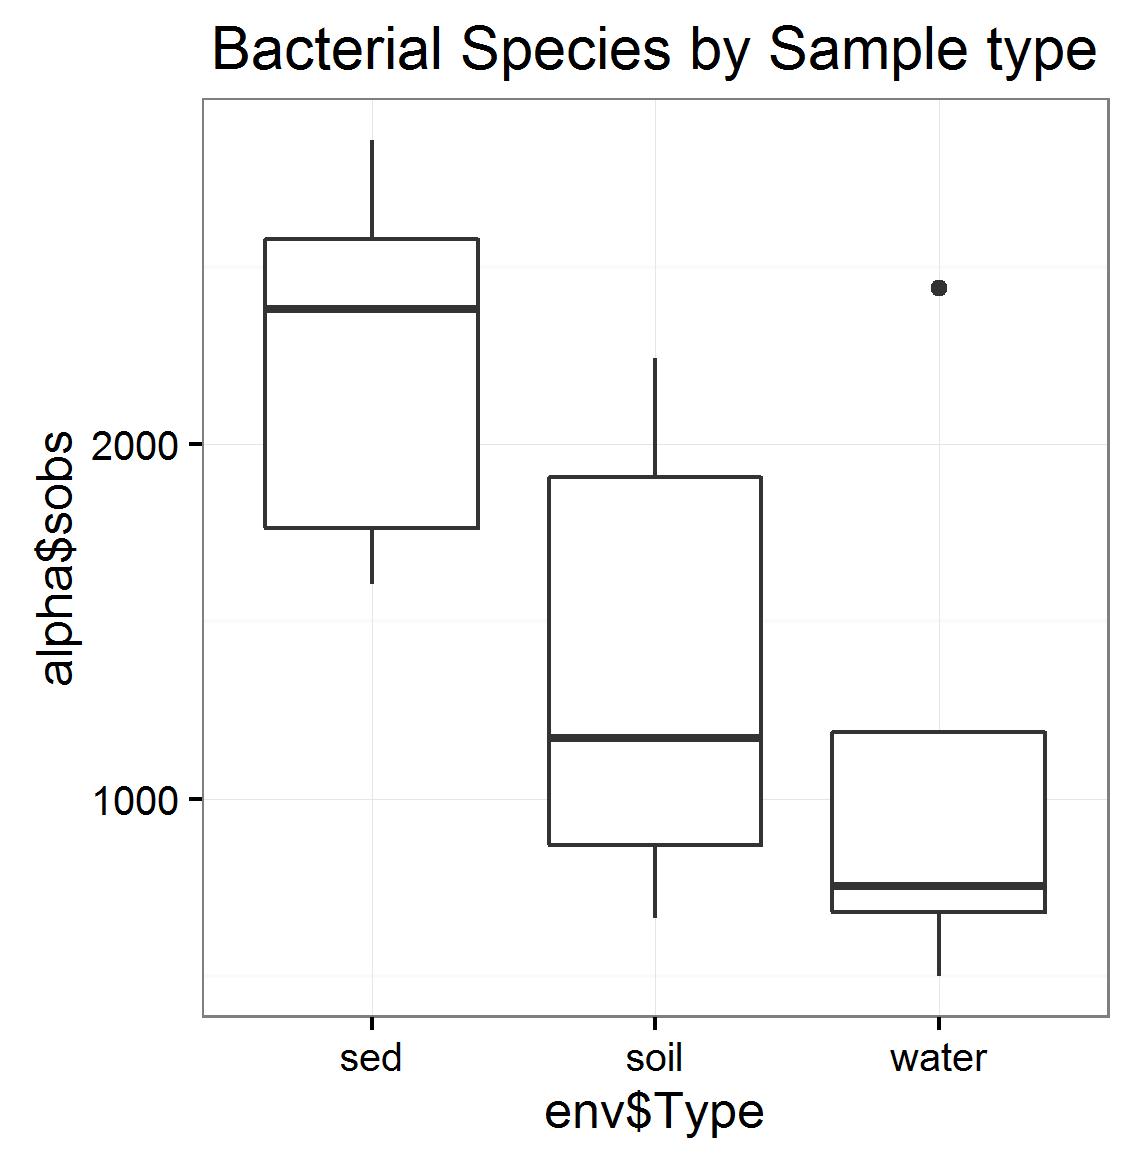 Bacterial Species by Sample type
alpha$sobs
2000
1000
sed soil water
env$Type